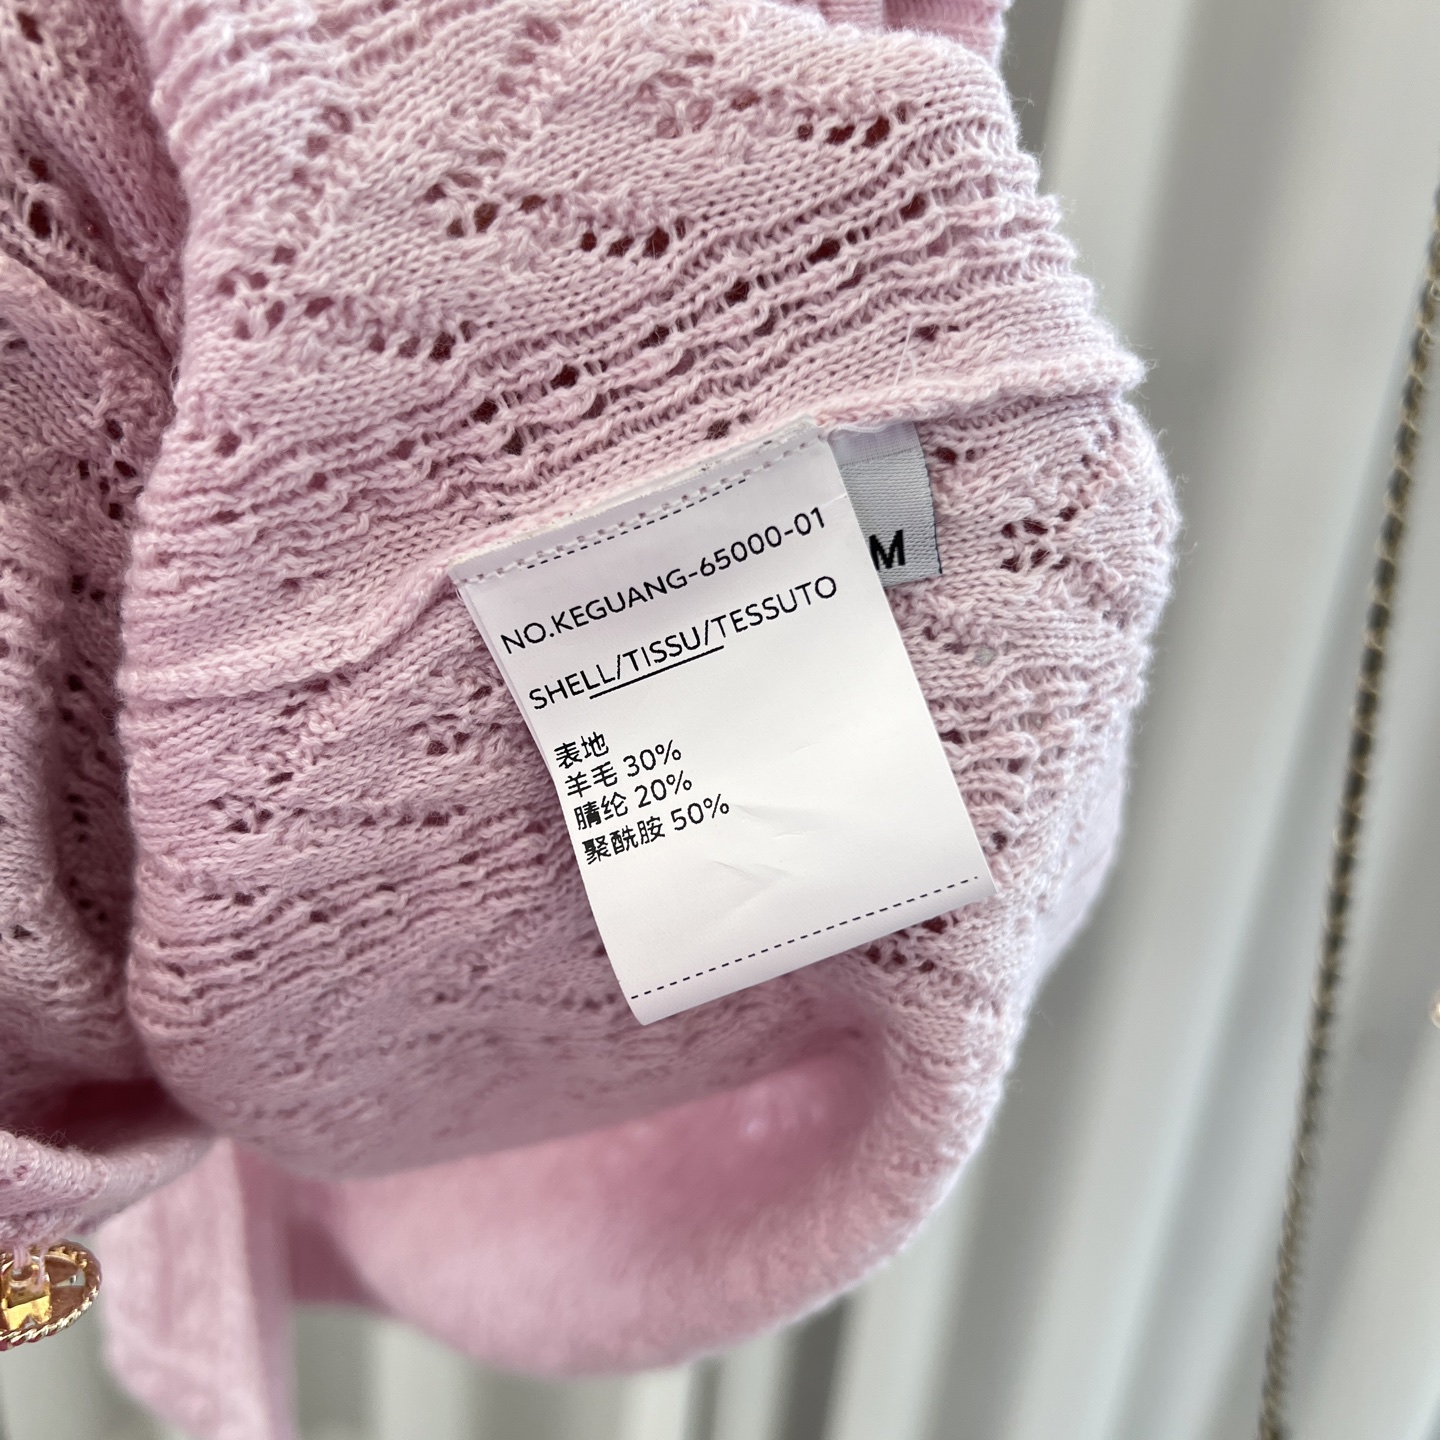 NO.KEGUANG-65000-01
SHELL/TISSU/TESSUTO
表地
羊毛 30%
腈纶 20%
聚酰胺 50%
M